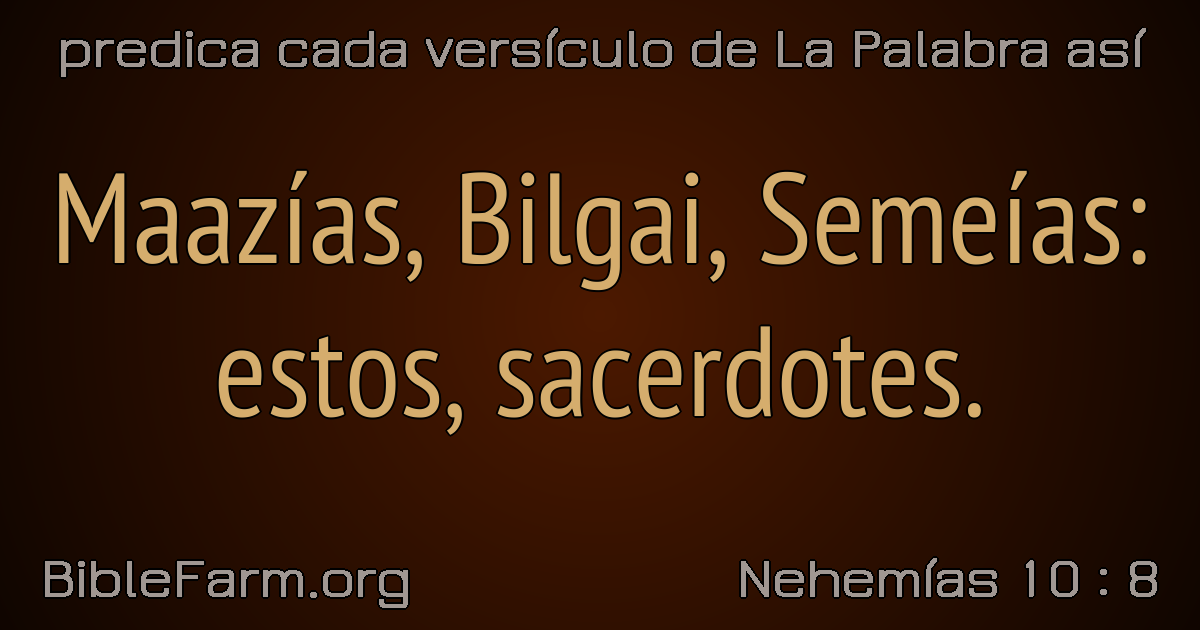 predica cada versículo de La Palabra así
Maazías, Bilgai, Semeías:
estos, sacerdotes.
BibleFarm.org
Nehemías 10 : 8